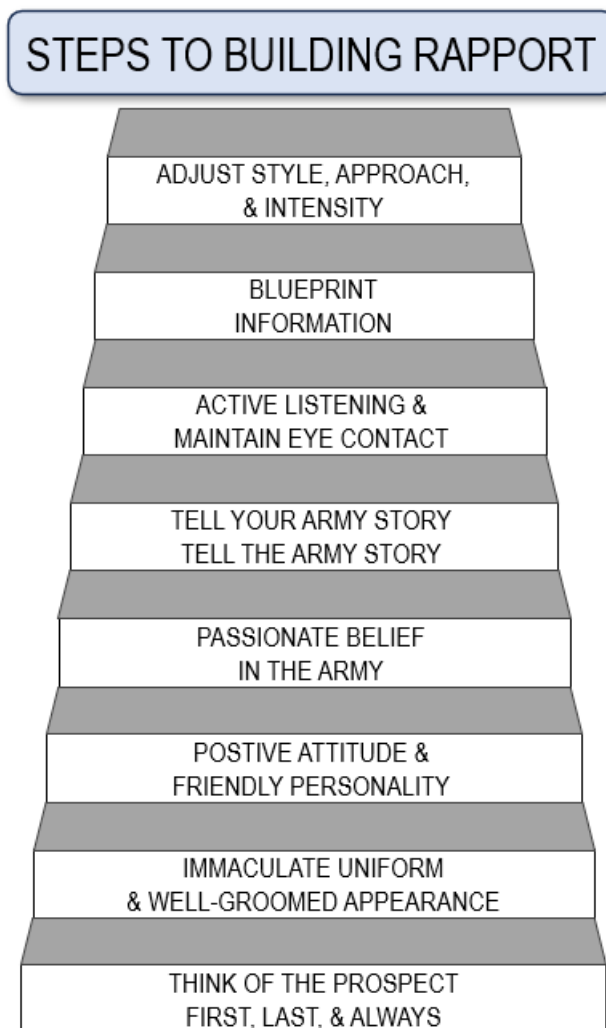 STEPS TO BUILDING RAPPORT
ADJUST STYLE, APPROACH,
& INTENSITY
BLUEPRINT
INFORMATION
ACTIVE LISTENING &
MAINTAIN EYE CONTACT
TELL YOUR ARMY STORY
TELL THE ARMY STORY
PASSIONATE BELIEF
IN THE ARMY
POSTIVE ATTITUDE &
FRIENDLY PERSONALITY
IMMACULATE UNIFORM
& WELL-GROOMED APPEARANCE
THINK OF THE PROSPECT
FIRST, LAST, & ALWAYS